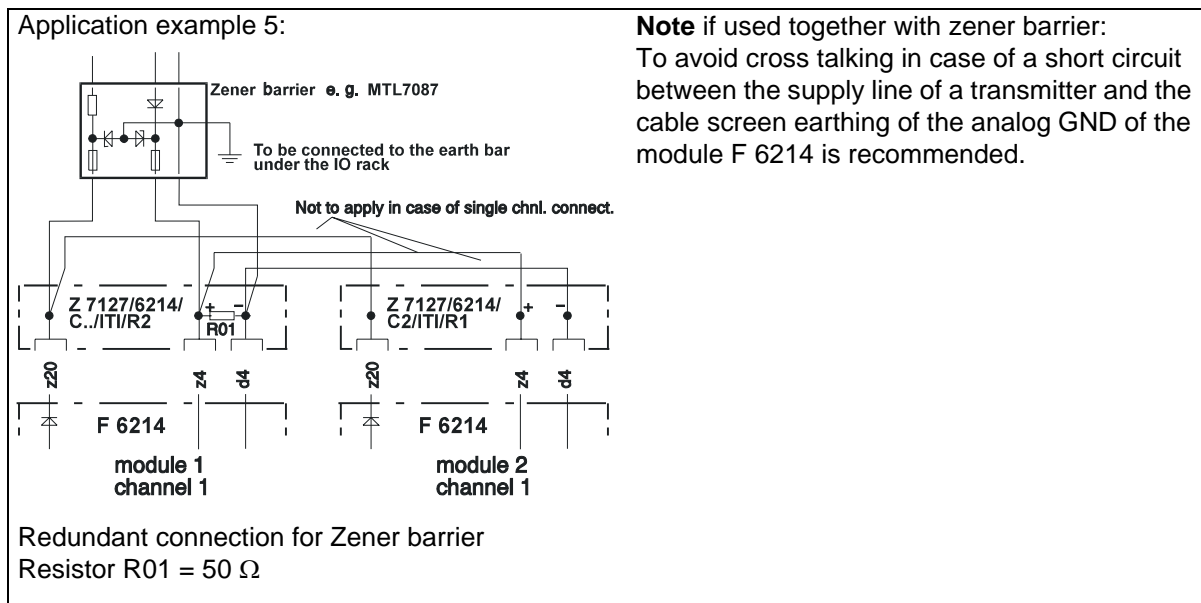 Application example 5:
Zener barrier e. g. MTL7087
To be connected to the earth bar
under the IO rack
Not to apply in case of single chnl. connect.
Z 7127/6214/
C../ITI/R2
+ −
R01
Z 7127/6214/
C2/ITI/R1
+ −
z20
z4
d4
z20
z4
d4
F 6214
F 6214
module 1
channel 1
module 2
channel 1
Redundant connection for Zener barrier
Resistor R01 = 50 Ω
Note if used together with zener barrier:
To avoid cross talking in case of a short circuit
between the supply line of a transmitter and the
cable screen earthing of the analog GND of the
module F 6214 is recommended.